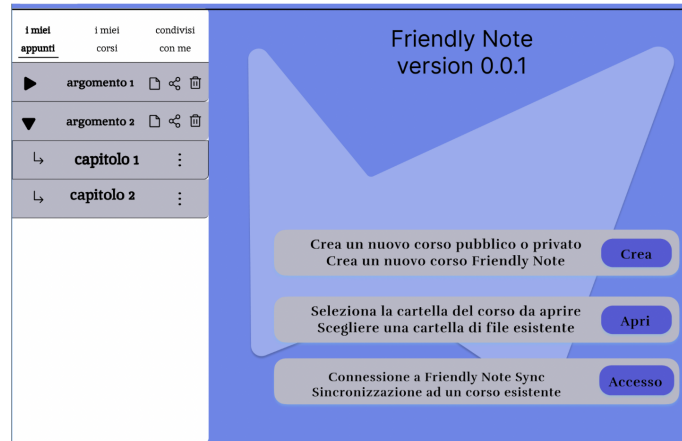 i miei appunti
i miei corsi
condivisi con me
argomento 1
argomento 2
capitolo 1
capitolo 2
Friendly Note
version 0.0.1
Crea un nuovo corso pubblico o privato
Crea un nuovo corso Friendly Note
Crea
Seleziona la cartella del corso da aprire
Scegliere una cartella di file esistente
Apri
Connessione a Friendly Note Sync
Sincronizzazione ad un corso esistente
Accesso